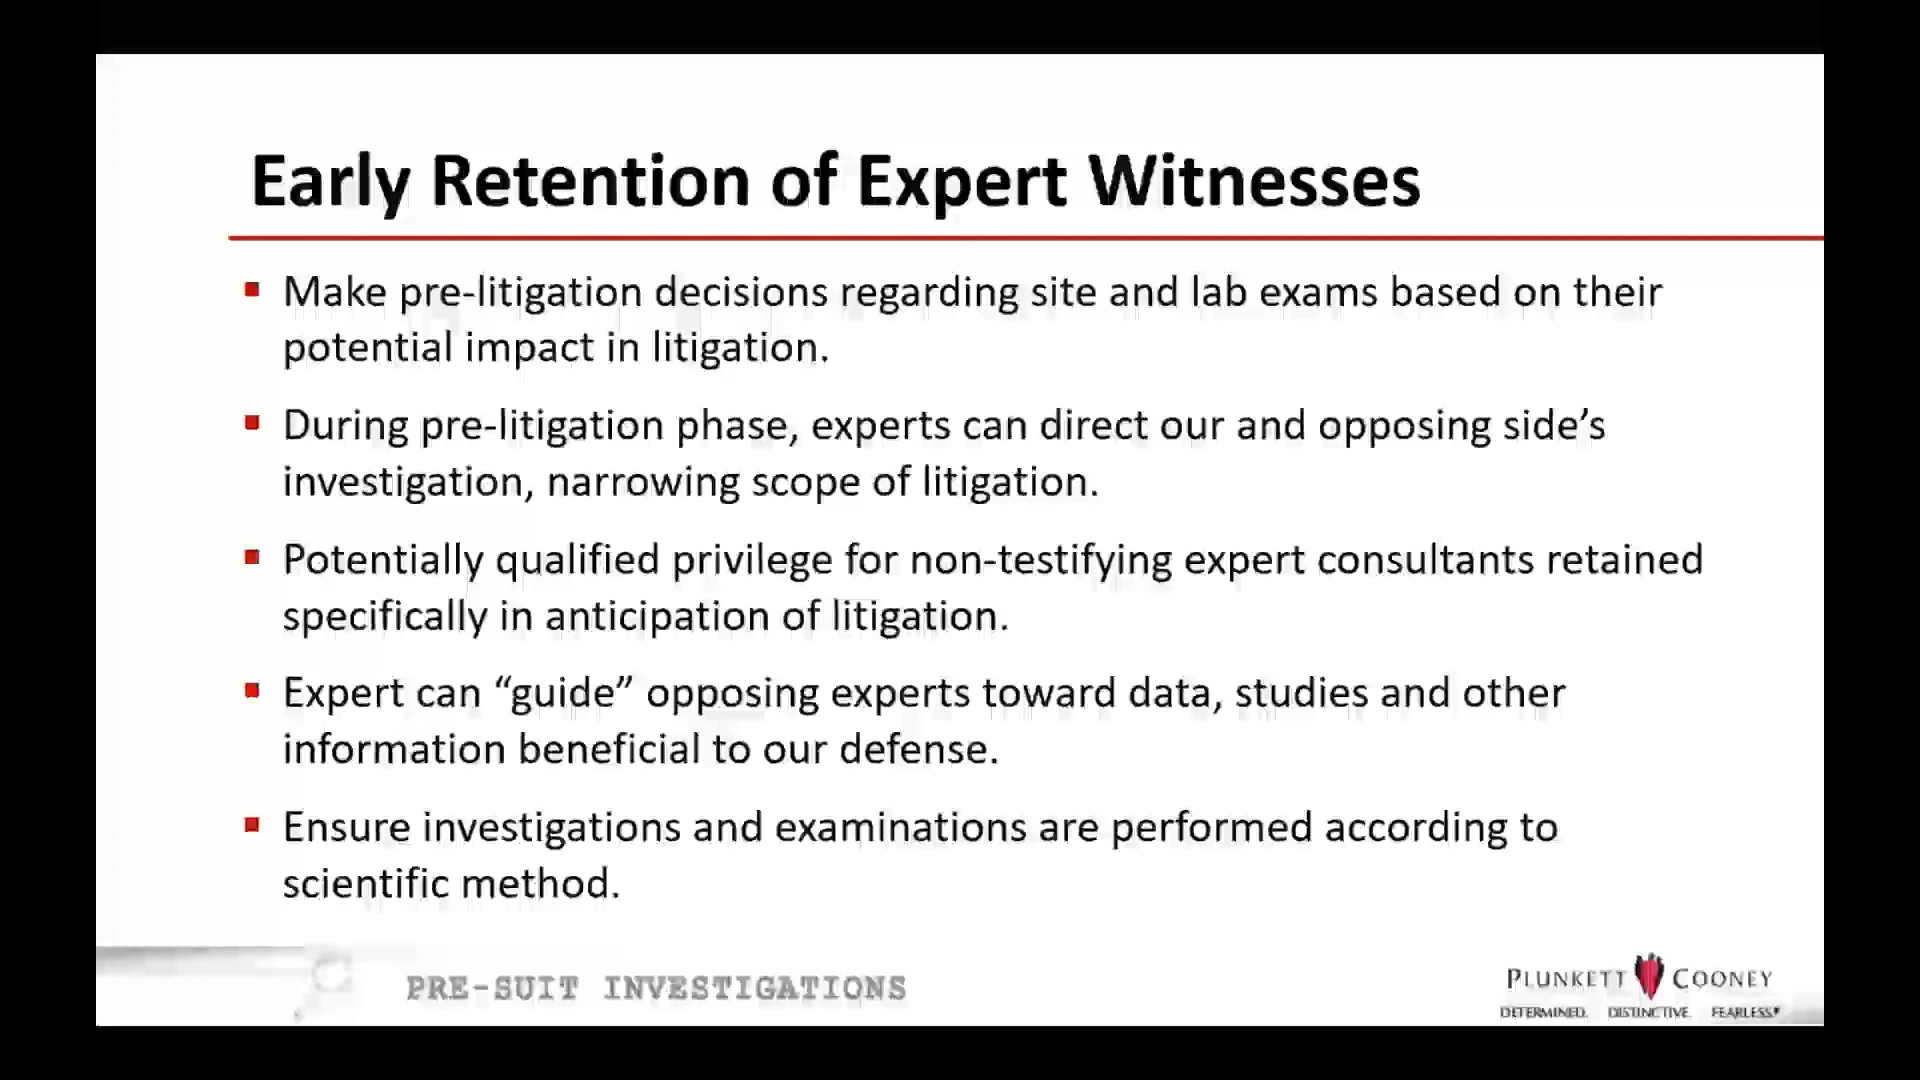 Early Retention of Expert Witnesses
Make pre-litigation decisions regarding site and lab exams based on their
potential impact in litigation.
During pre-litigation phase, experts can direct our and opposing side’s
investigation, narrowing scope of litigation.
Potentially qualified privilege for non-testifying expert consultants retained
specifically in anticipation of litigation.
Expert can “guide” opposing experts toward data, studies and other
information beneficial to our defense.
Ensure investigations and examinations are performed according to
scientific method.
PRE-SUIT INVESTIGATIONS
PLUNKETT COONEY
DETERMINED. DISTINCTIVE. FEARLESS.